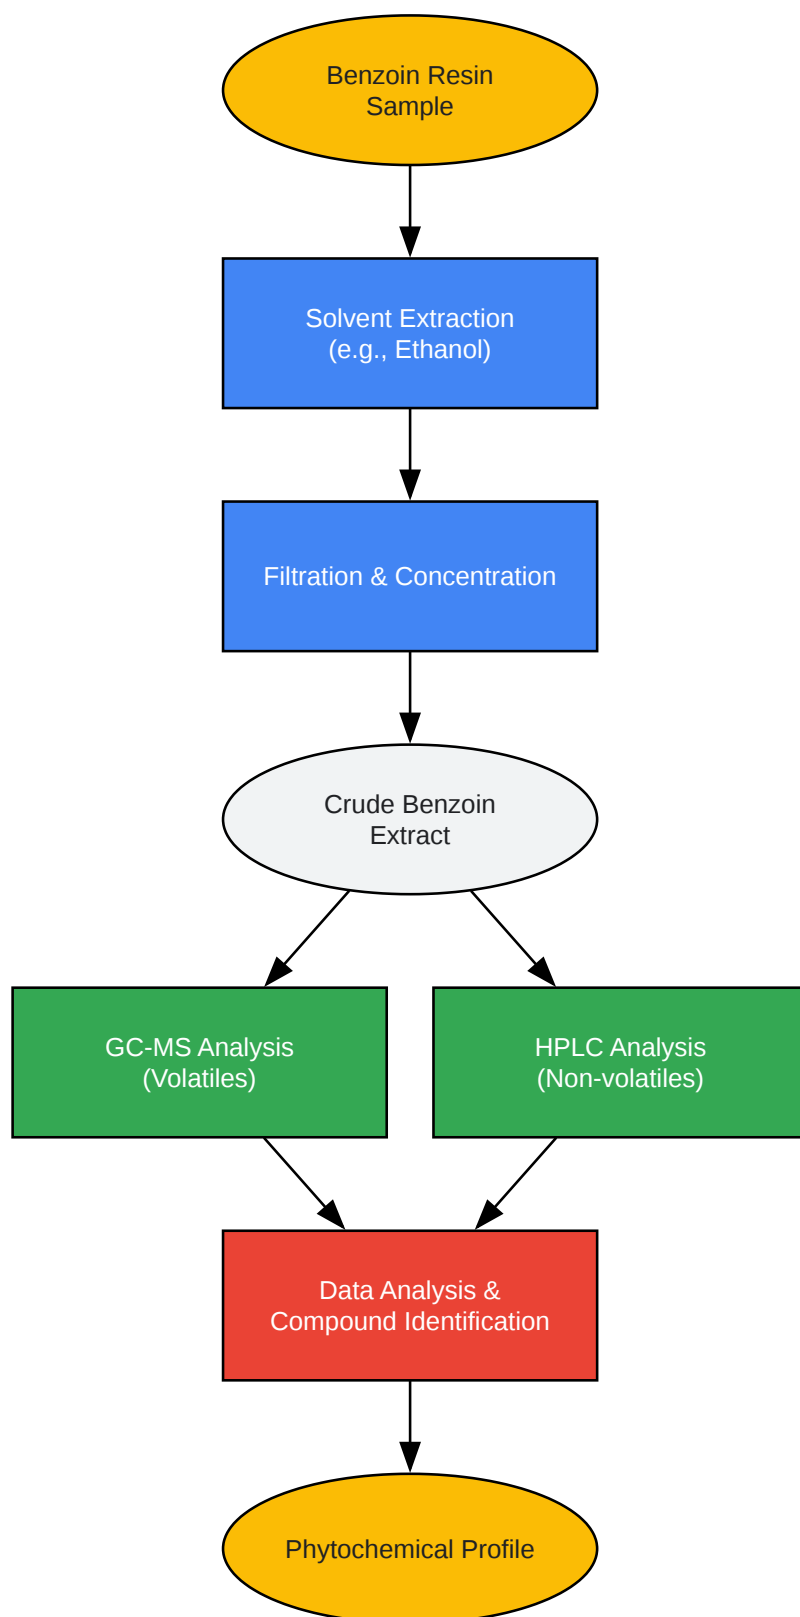 Benzoin Resin
Sample
Solvent Extraction
(e.g., Ethanol)
Filtration & Concentration
Crude Benzoin
Extract
GC-MS Analysis
(Volatiles)
HPLC Analysis
(Non-volatiles)
Data Analysis &
Compound Identification
Phytochemical Profile